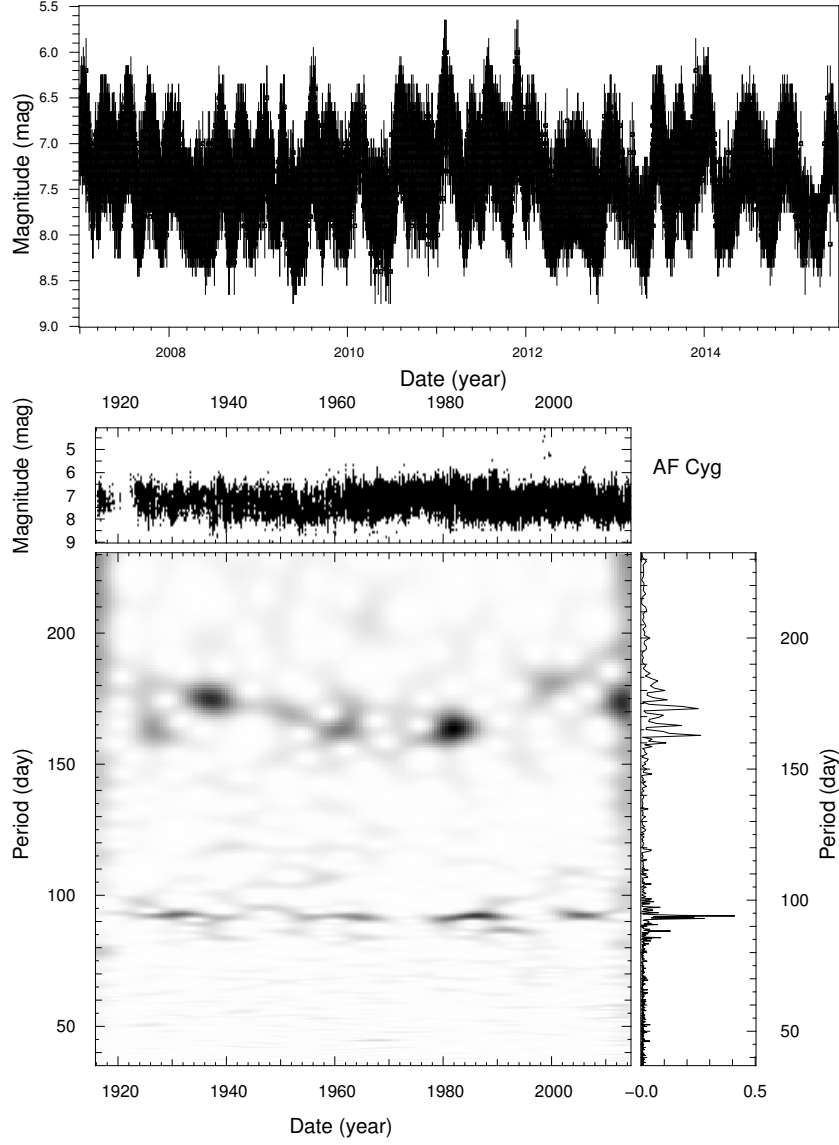 5.5
6.0
6.5
7.0
7.5
8.0
8.5
9.0
Magnitude (mag)
2008 2010 2012 2014
Date (year)
1920 1940 1960 1980 2000
5
6
7
8
9
Magnitude (mag)
AF Cyg
200
150
100
50
Period (day)
200
150
100
50
Period (day)
1920 1940 1960 1980 2000
−0.0 0.5
Date (year)